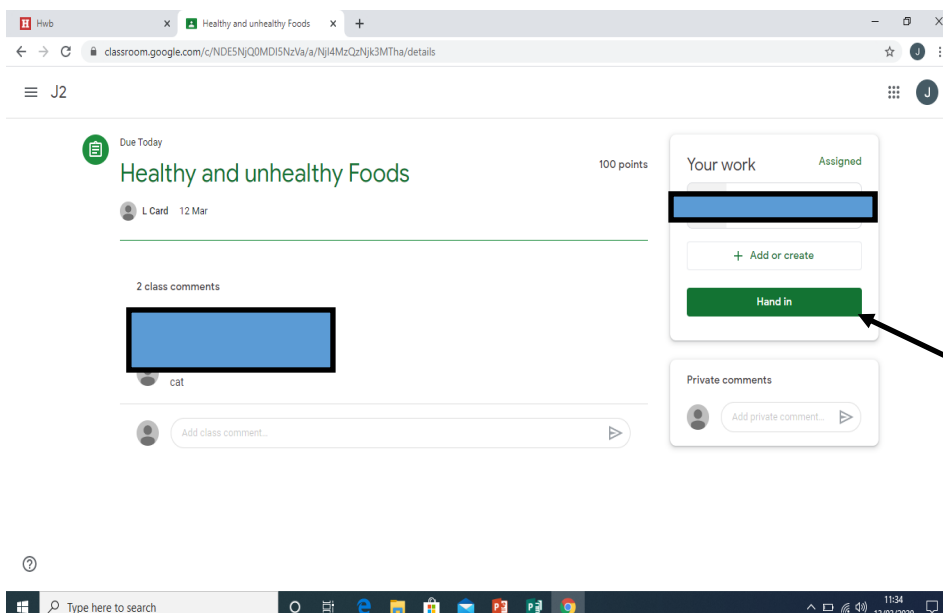 Hwb
Healthy and unhealthy Foods
classroom.google.com/c/NDE5NjQ0MDI5NzVa/a/NjI4MzQzNjk3MTha/details
J
J2
J
Due Today
Healthy and unhealthy Foods
100 points
L Card 12 Mar
Your work
Assigned
+ Add or create
Hand in
2 class comments
cat
Add class comment...
Private comments
Add private comment...
Type here to search
11:34